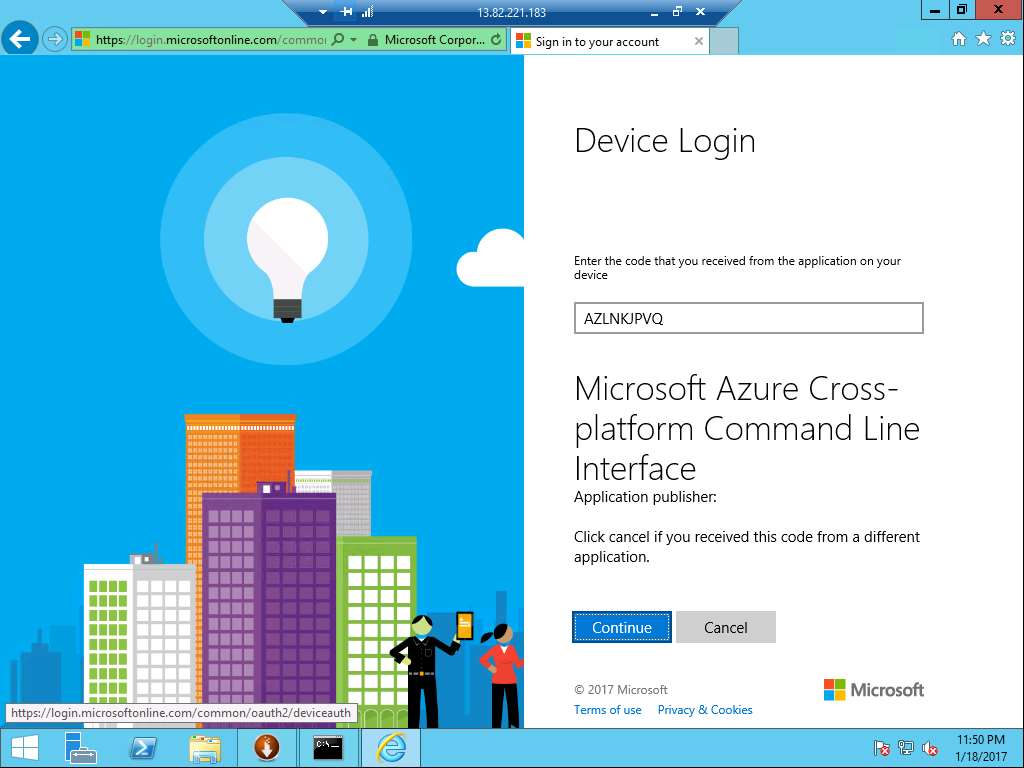 13.82.221.183
https://login.microsoftonline.com/commo
Microsoft Corpor...
Sign in to your account
Device Login
Enter the code that you received from the application on your
device
AZLNKJPVQ
Microsoft Azure Cross-
platform Command Line
Interface
Application publisher:
Click cancel if you received this code from a different
application.
Continue
Cancel
© 2017 Microsoft
Microsoft
Terms of use
Privacy & Cookies
https://login.microsoftonline.com/common/oauth2/deviceauth
C:\_
11:50 PM
1/18/2017